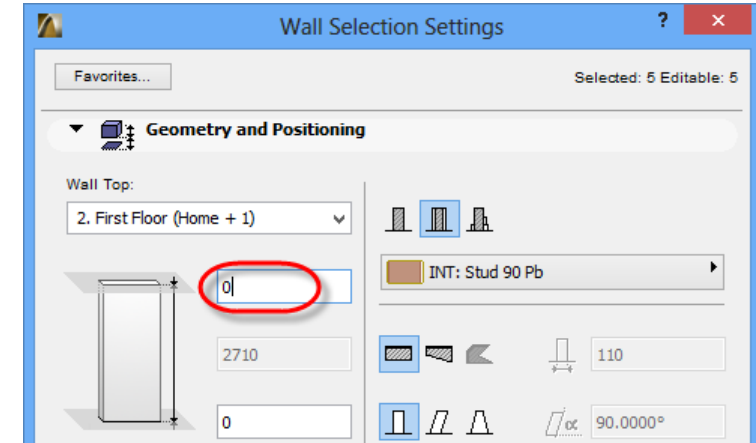 Wall Selection Settings
?
Favorites...
Selected: 5 Editable: 5
Geometry and Positioning
Wall Top:
2. First Floor (Home + 1)
INT: Stud 90 Pb
0
2710
110
0
α 90.0000°